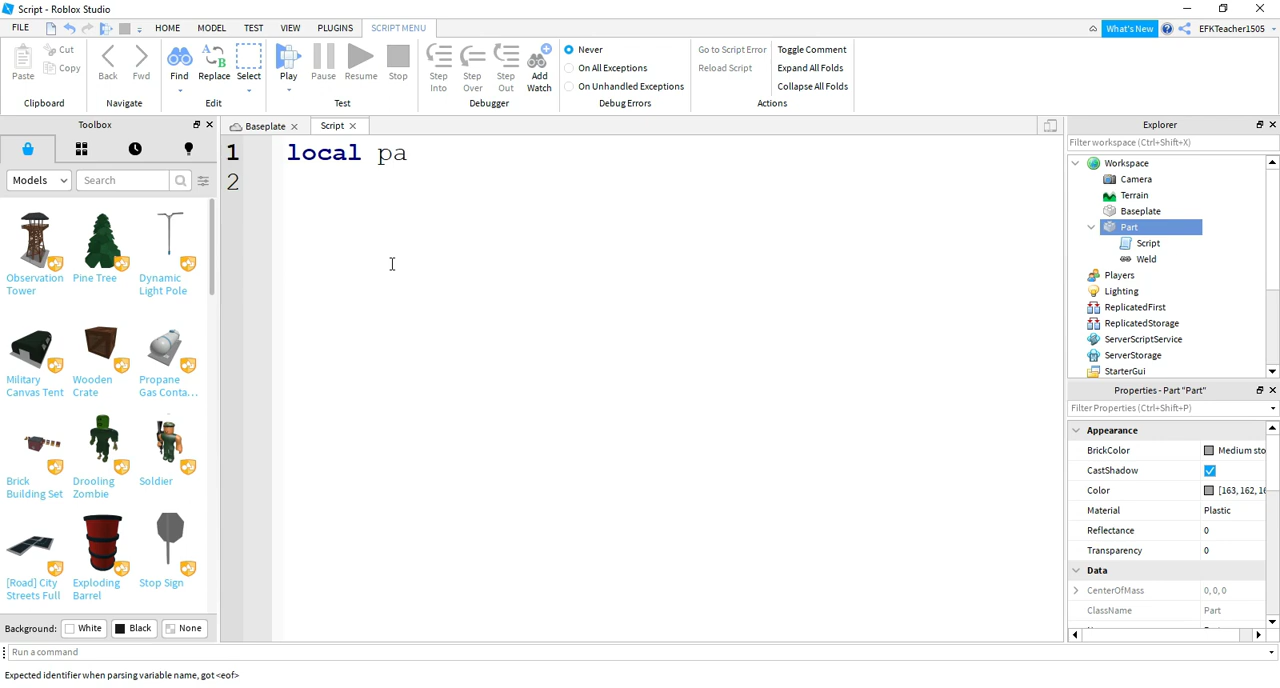 Script - Roblox Studio
FILE HOME MODEL TEST VIEW PLUGINS SCRIPT MENU What's New EFKTeacher1505
Paste Cut Copy Back Fwd Find Replace Select Play Pause Resume Stop Step Into Step Over Step Out Add Watch
Never
On All Exceptions
On Unhandled Exceptions
Go to Script Error
Reload Script
Toggle Comment
Expand All Folds
Collapse All Folds
Clipboard Navigate Edit Test Debugger Debug Errors Actions
Toolbox
Models Search
Observation Tower
Pine Tree
Dynamic Light Pole
Military Canvas Tent
Wooden Crate
Propane Gas Conta...
Brick Building Set
Drooling Zombie
Soldier
[Road] City Streets Full
Exploding Barrel
Stop Sign
Background: White Black None
Baseplate Script
1 local pa
2
Explorer
Filter workspace (Ctrl+Shift+X)
Workspace
Camera
Terrain
Baseplate
Part
Script
Weld
Players
Lighting
ReplicatedFirst
ReplicatedStorage
ServerScriptService
ServerStorage
StarterGui
Properties - Part "Part"
Filter Properties (Ctrl+Shift+P)
Appearance
BrickColor Medium sto
CastShadow
Color [163, 162, 16
Material Plastic
Reflectance 0
Transparency 0
Data
CenterOfMass 0, 0, 0
ClassName Part
Run a command
Expected identifier when parsing variable name, got <eof>